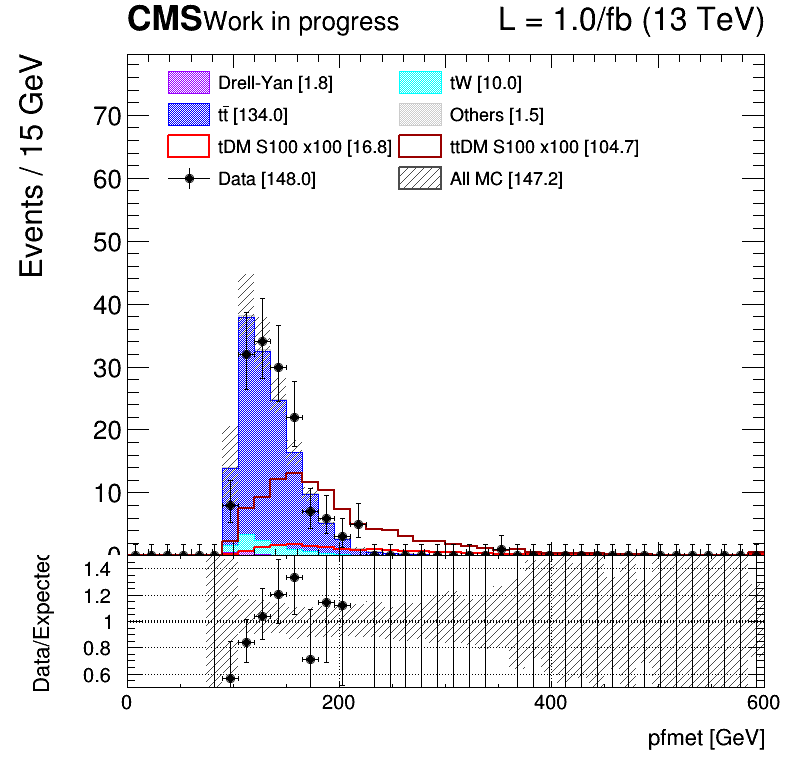 CMS Work in progress L = 1.0/fb (13 TeV)
Drell-Yan [1.8] tW [10.0]
tt̄ [134.0] Others [1.5]
tDM S100 x100 [16.8] ttDM S100 x100 [104.7]
Data [148.0] All MC [147.2]
Events / 15 GeV
70
60
50
40
30
20
10
0
Data/Expected
1.4
1.2
1
0.8
0.6
0 200 400 600
pfmet [GeV]